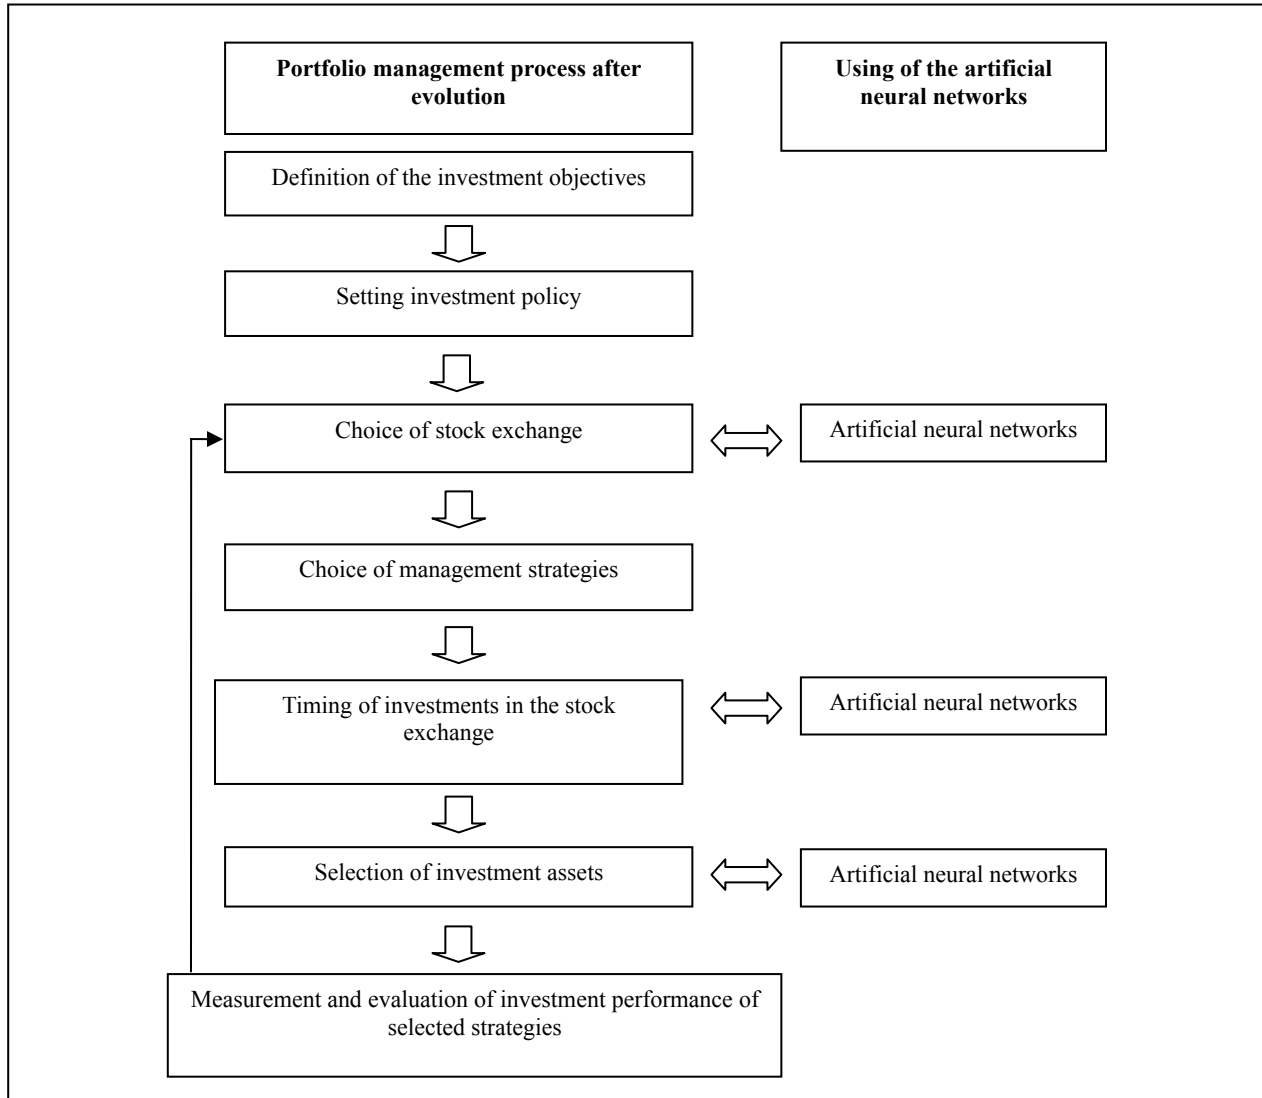 Portfolio management process after
evolution
Using of the artificial
neural networks
Definition of the investment objectives
Setting investment policy
Choice of stock exchange
Artificial neural networks
Choice of management strategies
Timing of investments in the stock
exchange
Artificial neural networks
Selection of investment assets
Artificial neural networks
Measurement and evaluation of investment performance of
selected strategies